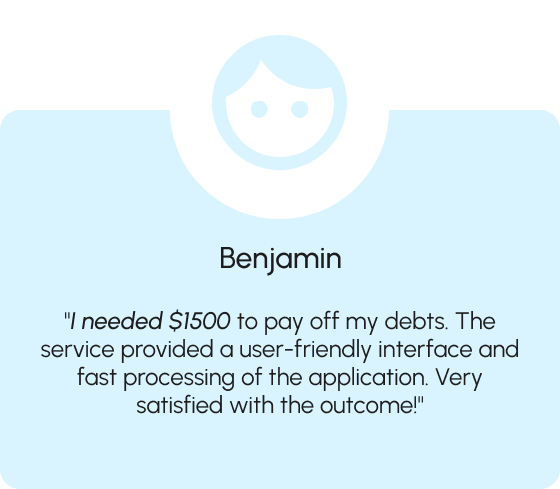 Benjamin
"I needed $1500 to pay off my debts. The
service provided a user-friendly interface and
fast processing of the application. Very
satisfied with the outcome!"